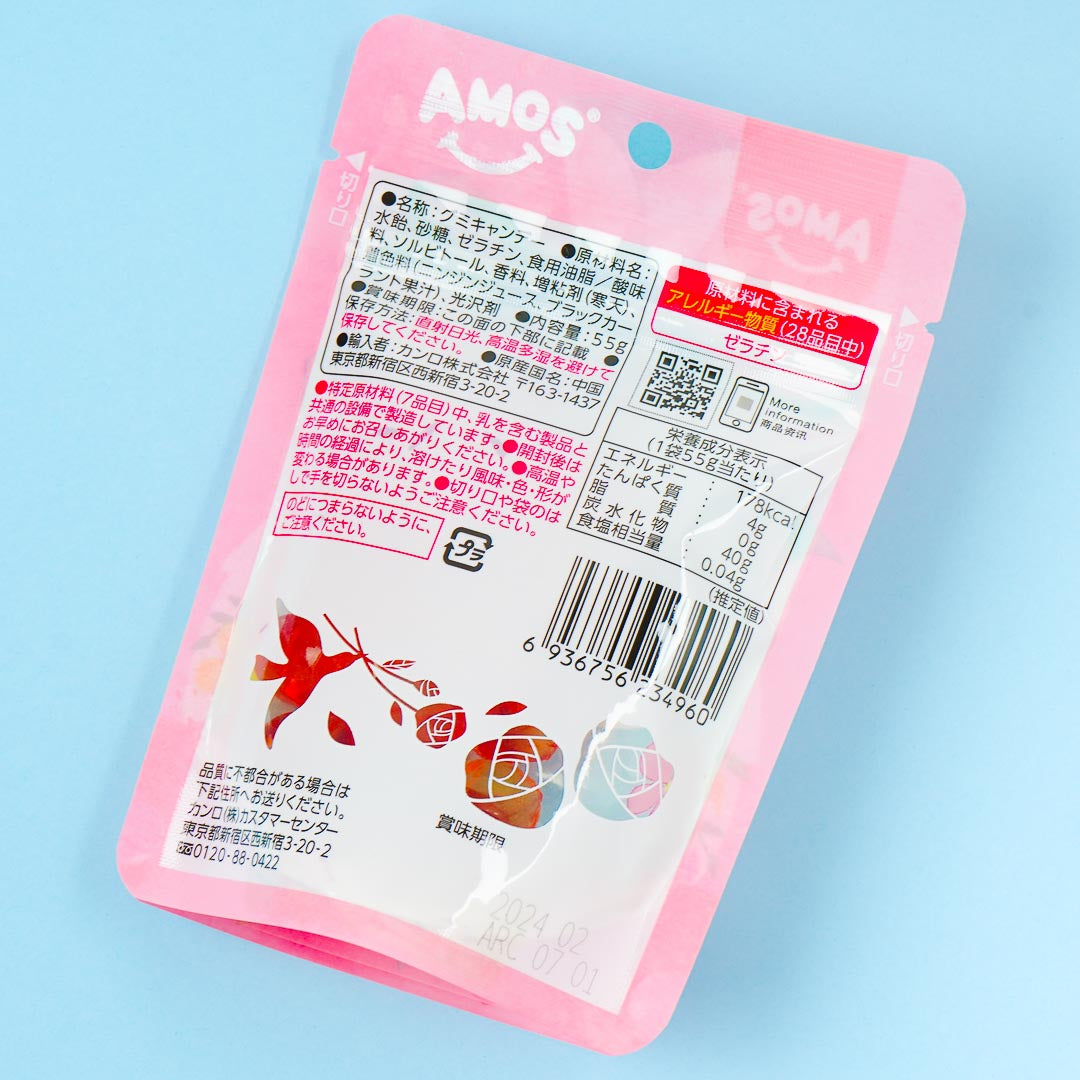 AMOS®
切り口
●名称：グミキャンデー ●原材料名：
水飴、砂糖、ゼラチン、食用油脂／酸味
料、ソルビトール、香料、増粘剤(寒天)、
着色料(ニンジンジュース、ブラックカー
ラント果汁)、光沢剤 ●内容量：55g
●賞味期限：この面の下部に記載 ●
保存方法：直射日光、高温多湿を避けて
保存してください。 ●原産国名：中国
●輸入者：カンロ株式会社 〒163-1437
東京都新宿区西新宿3-20-2
●特定原材料(7品目)中、乳を含む製品と
共通の設備で製造しています。●開封後は
お早めにお召しあがりください。●高温や
時間の経過により、溶けたり風味・色・形が
変わる場合があります。●切り口や袋のは
しで手を切らないようご注意ください。
のどにつまらないように、
ご注意ください。
プラ
AMOS
切り口
原材料に含まれる
アレルギー物質(28品目中)
ゼラチン
More
information
商品资讯
栄養成分表示
(1袋55g当たり)
エネルギー：178kcal
たんぱく質：4g
脂質：0g
炭水化物：40g
食塩相当量：0.04g
(推定値)
6 936756 234960
品質に不都合がある場合は
下記住所へお送りください。
カンロ(株)カスタマーセンター
東京都新宿区西新宿3-20-2
0120-88-0422
賞味期限
2024 02
ARC 07 01